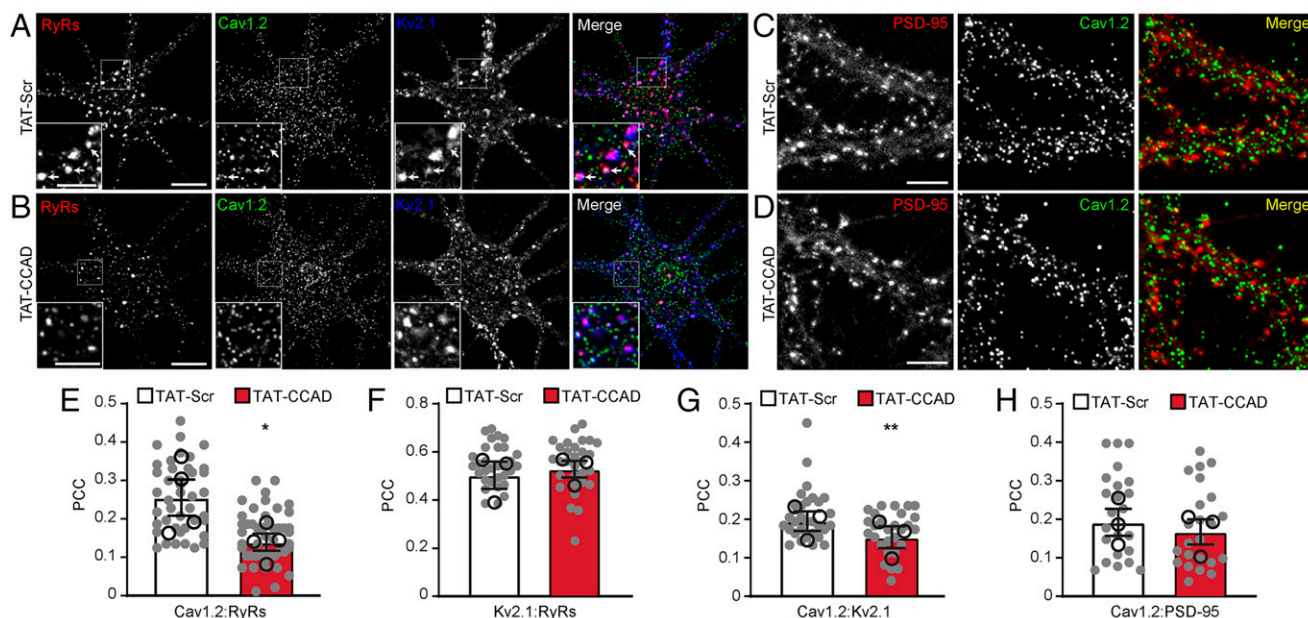 A RyRs Cav1.2 Kv2.1 Merge
TAT-Scr
B RyRs Cav1.2 Kv2.1 Merge
TAT-CCAD
C PSD-95 Cav1.2 Merge
TAT-Scr
D PSD-95 Cav1.2 Merge
TAT-CCAD
E TAT-Scr TAT-CCAD
PCC
0.5
0.4
0.3
0.2
0.1
0
*
Cav1.2:RyRs
F TAT-Scr TAT-CCAD
PCC
0.8
0.6
0.4
0.2
0
Kv2.1:RyRs
G TAT-Scr TAT-CCAD
PCC
0.5
0.4
0.3
0.2
0.1
0
**
Cav1.2:Kv2.1
H TAT-Scr TAT-CCAD
PCC
0.5
0.4
0.3
0.2
0.1
0
Cav1.2:PSD-95